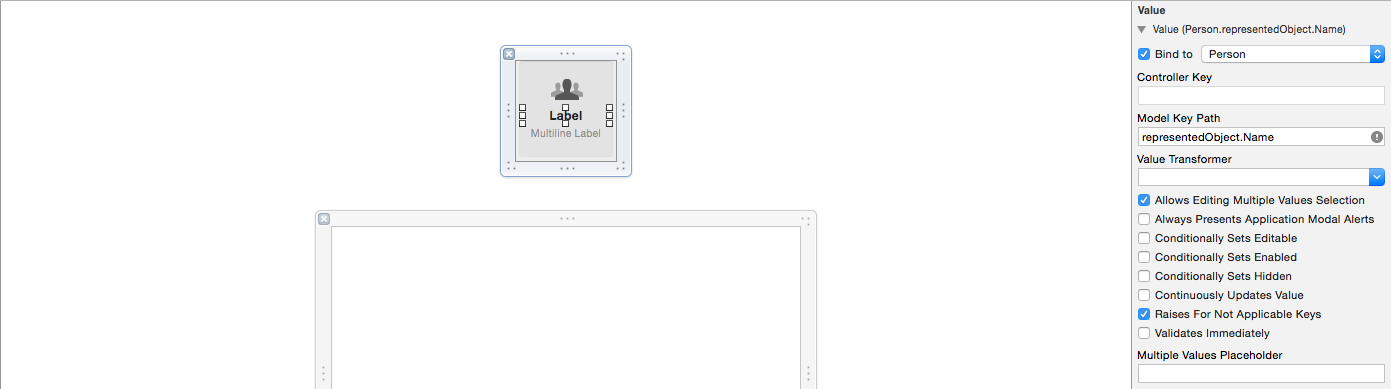 Label
Multiline Label
Value
Value (Person.representedObject.Name)
Bind to Person
Controller Key
Model Key Path
representedObject.Name
Value Transformer
Allows Editing Multiple Values Selection
Always Presents Application Modal Alerts
Conditionally Sets Editable
Conditionally Sets Enabled
Conditionally Sets Hidden
Continuously Updates Value
Raises For Not Applicable Keys
Validates Immediately
Multiple Values Placeholder